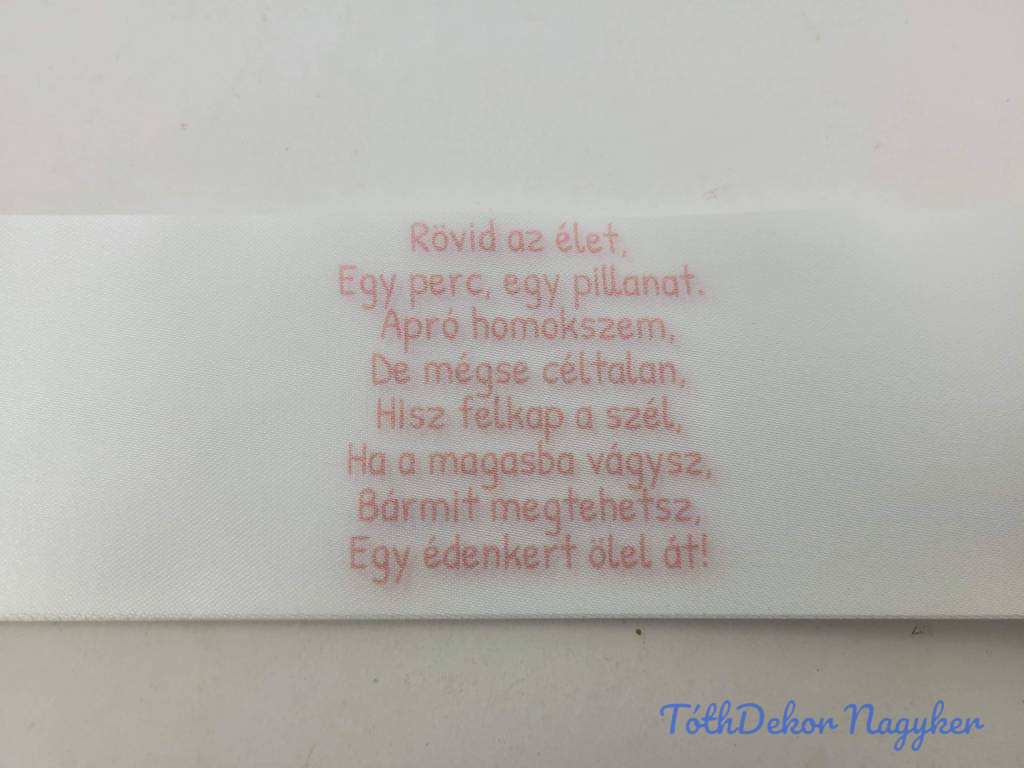 Rövid az élet,
Egy perc, egy pillanat.
Apró homokszem,
De mégse céltalan,
HIsz felkap a szél,
Ha a magasba vágysz,
Bármit megtehetsz,
Egy édenkert ölel át!
TóthDekor Nagyker